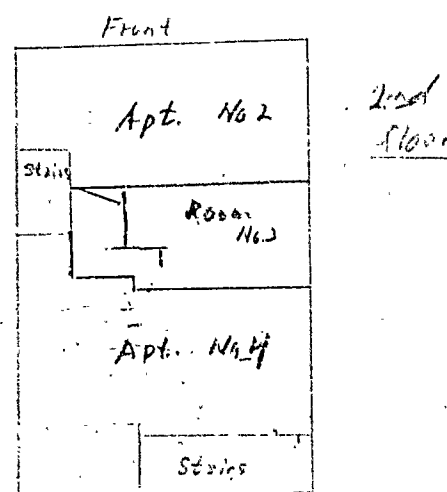 Front
Apt. No 2
2nd
Floor
Stairs
Room
No. 3
Apt. No. 4
Stairs